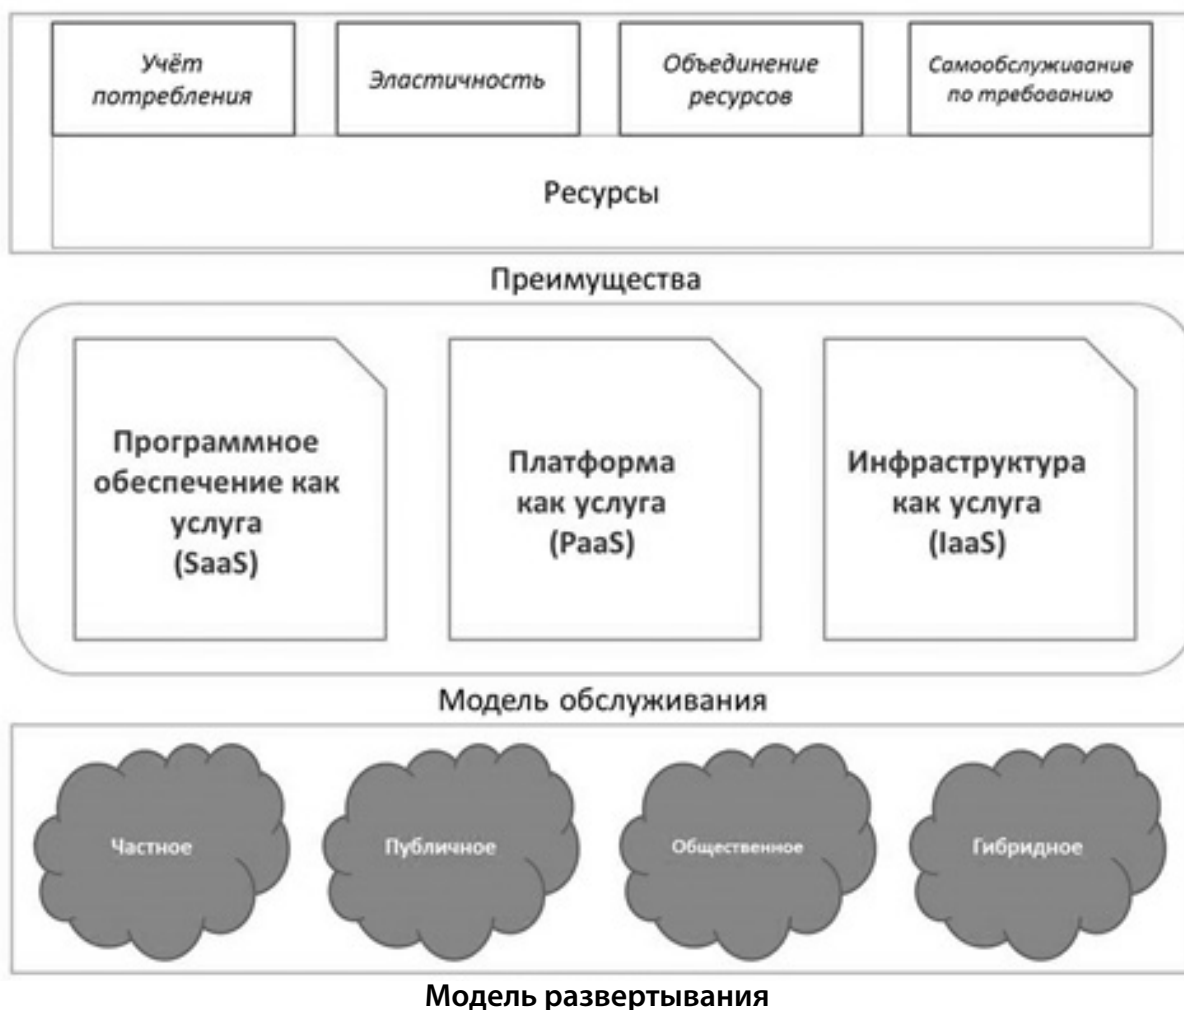 Учёт
потребления
Эластичность
Объединение
ресурсов
Самообслуживание
по требованию
Ресурсы
Преимущества
Программное
обеспечение как
услуга
(SaaS)
Платформа
как услуга
(PaaS)
Инфраструктура
как услуга
(IaaS)
Модель обслуживания
Частное
Публичное
Общественное
Гибридное
Модель развертывания